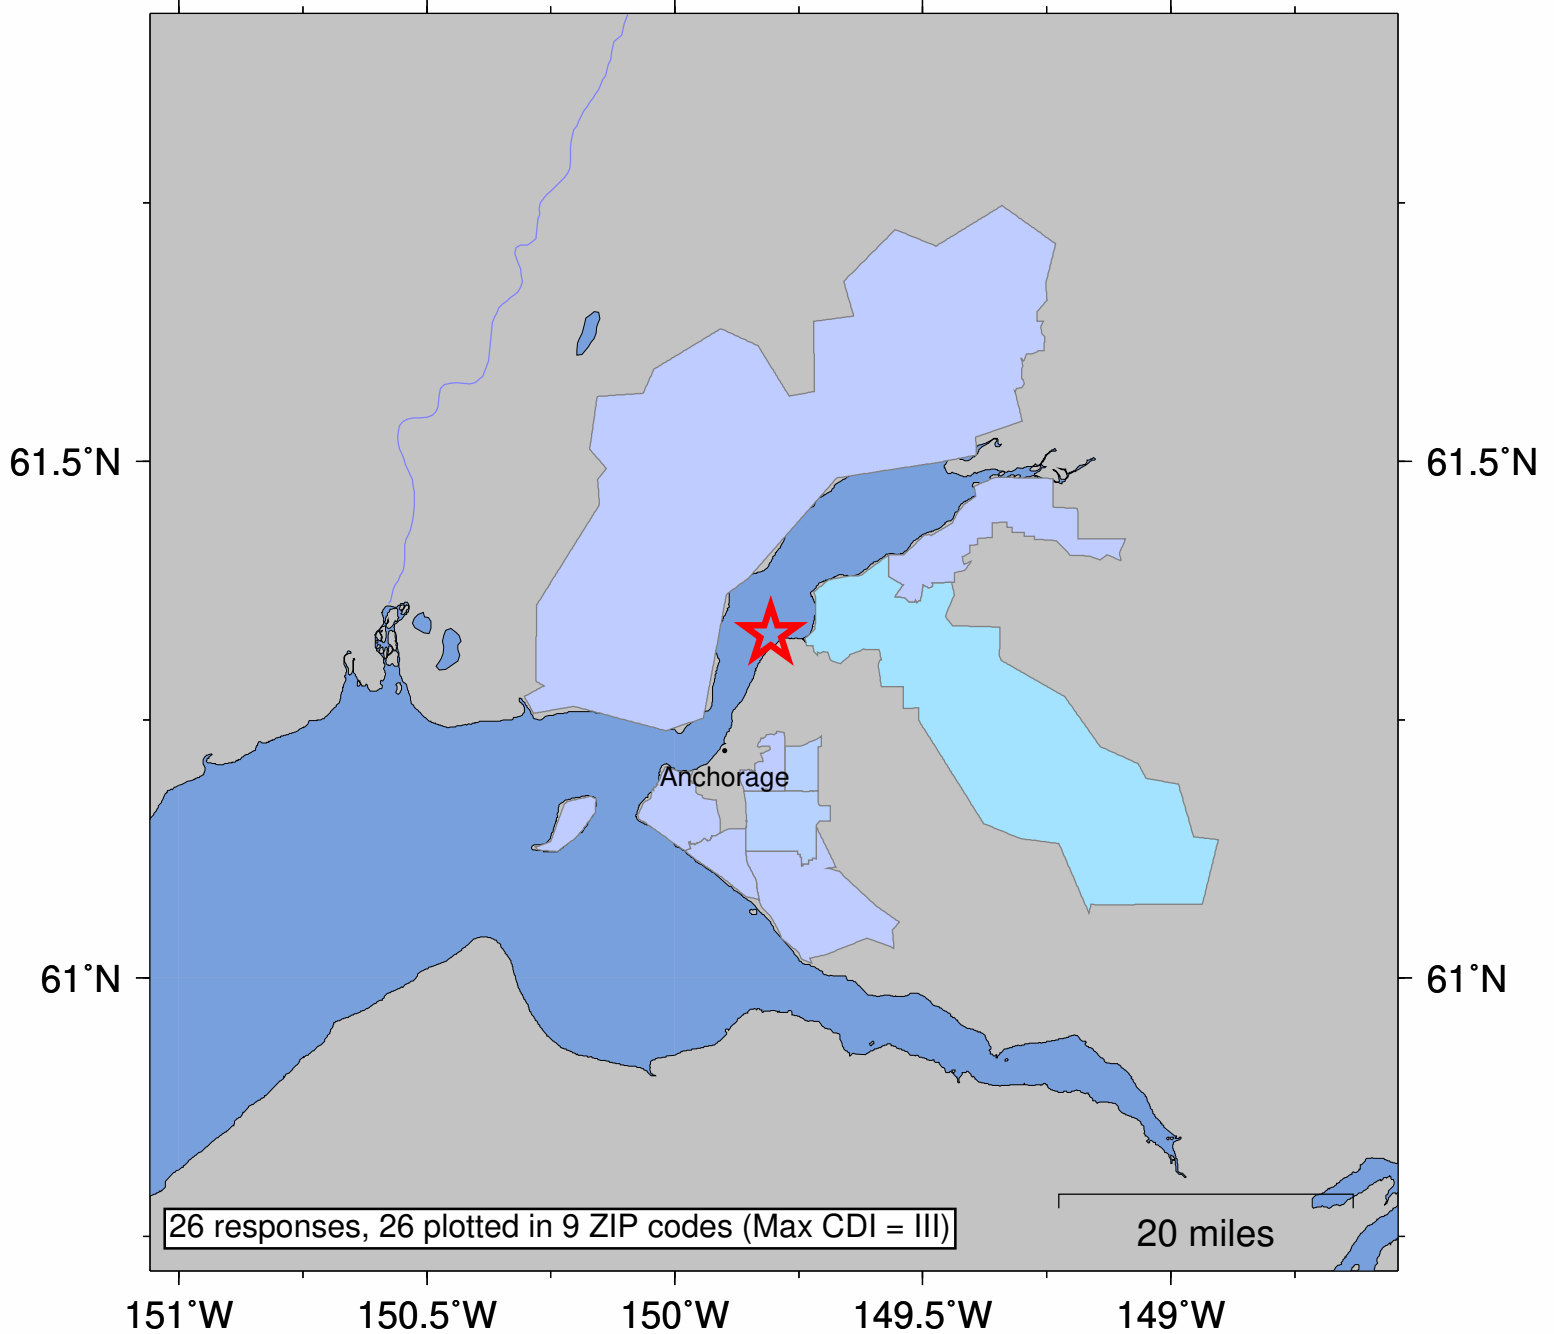 61.5°N
61.5°N
Anchorage
61°N
61°N
26 responses, 26 plotted in 9 ZIP codes (Max CDI = III)
20 miles
151°W
150.5°W
150°W
149.5°W
149°W